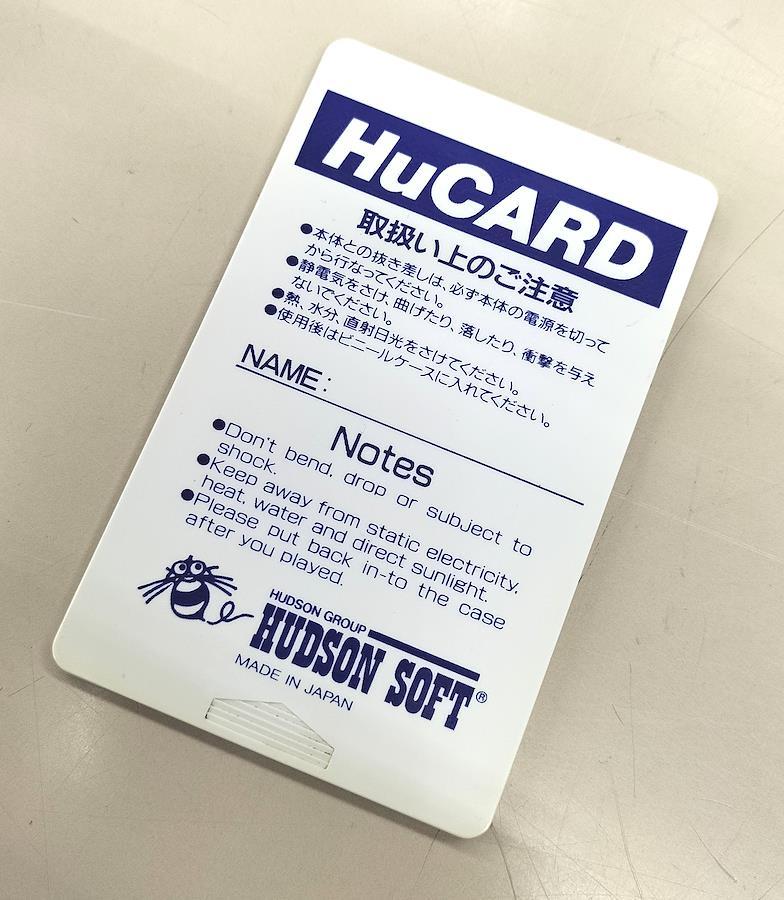 HuCARD
取扱い上のご注意
●本体との抜き差しは、必ず本体の電源を切って
から行なってください。
●静電気をさけ、曲げたり、落したり、衝撃を与え
ないでください。
●熱、水分、直射日光をさけてください。
●使用後はビニールケースに入れてください。
NAME:
Notes
●Don't bend, drop or subject to
shock.
●Keep away from static electricity,
heat, water and direct sunlight.
●Please put back in-to the case
after you played.
HUDSON GROUP
HUDSON SOFT®
MADE IN JAPAN